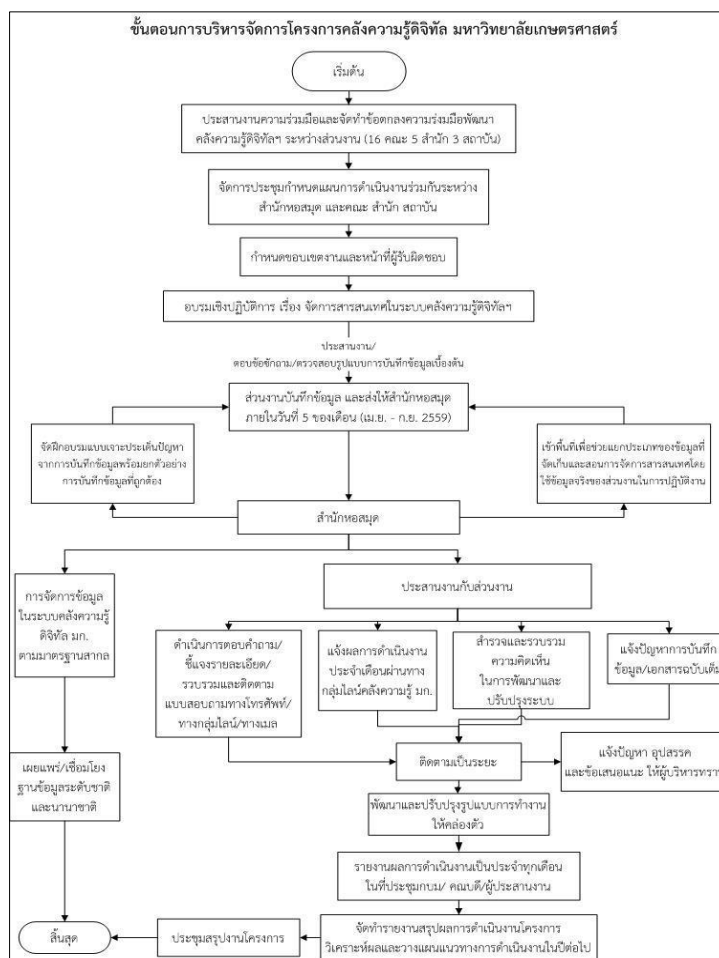 ขั้นตอนการบริหารจัดการโครงการคลังความรู้ดิจิทัล มหาวิทยาลัยเกษตรศาสตร์
เริ่มต้น
ประสานงานความร่วมมือและจัดทำข้อตกลงความร่วมมือพัฒนา
คลังความรู้ดิจิทัลฯ ระหว่างส่วนงาน (16 คณะ 5 สำนัก 3 สถาบัน)
จัดการประชุมกำหนดแผนการดำเนินงานร่วมกันระหว่าง
สำนักหอสมุด และคณะ สำนัก สถาบัน
กำหนดขอบเขตงานและหน้าที่ผู้รับผิดชอบ
อบรมเชิงปฏิบัติการ เรื่อง จัดการสารสนเทศในระบบคลังความรู้ดิจิทัลฯ
ประสานงาน/
ตอบข้อซักถาม/ตรวจสอบรูปแบบการบันทึกข้อมูลเบื้องต้น
ส่วนงานบันทึกข้อมูล และส่งให้สำนักหอสมุด
ภายในวันที่ 5 ของเดือน (เม.ย. - ก.ย. 2559)
จัดฝึกอบรมแบบเจาะประเด็นปัญหา
จากการบันทึกข้อมูลพร้อมยกตัวอย่าง
การบันทึกข้อมูลที่ถูกต้อง
เข้าพื้นที่เพื่อช่วยแยกประเภทของข้อมูลที่
จัดเก็บและสอนการจัดการสารสนเทศโดย
ใช้ข้อมูลจริงของส่วนงานในการปฏิบัติงาน
สำนักหอสมุด
การจัดการข้อมูล
ในระบบคลังความรู้
ดิจิทัล มก.
ตามมาตรฐานสากล
ประสานงานกับส่วนงาน
ดำเนินการตอบคำถาม/
ชี้แจงรายละเอียด/
รวบรวมและติดตาม
แบบสอบถามทางโทรศัพท์/
ทางกลุ่มไลน์/ทางเมล
แจ้งผลการดำเนินงาน
ประจำเดือนผ่านทาง
กลุ่มไลน์คลังความรู้ มก.
สำรวจและรวบรวม
ความคิดเห็น
ในการพัฒนาและ
ปรับปรุงระบบ
แจ้งปัญหาการบันทึก
ข้อมูล/เอกสารฉบับเต็ม
เผยแพร่/เชื่อมโยง
ฐานข้อมูลระดับชาติ
และนานาชาติ
ติดตามเป็นระยะ
แจ้งปัญหา อุปสรรค
และข้อเสนอแนะ ให้ผู้บริหารทราบ
พัฒนาและปรับปรุงรูปแบบการทำงาน
ให้คล่องตัว
รายงานผลการดำเนินงานเป็นประจำทุกเดือน
ในที่ประชุมกบม/ คณบดี/ผู้ประสานงาน
จัดทำรายงานสรุปผลการดำเนินงานโครงการ
วิเคราะห์ผลและวางแผนแนวทางการดำเนินงานในปีต่อไป
ประชุมสรุปงานโครงการ
สิ้นสุด